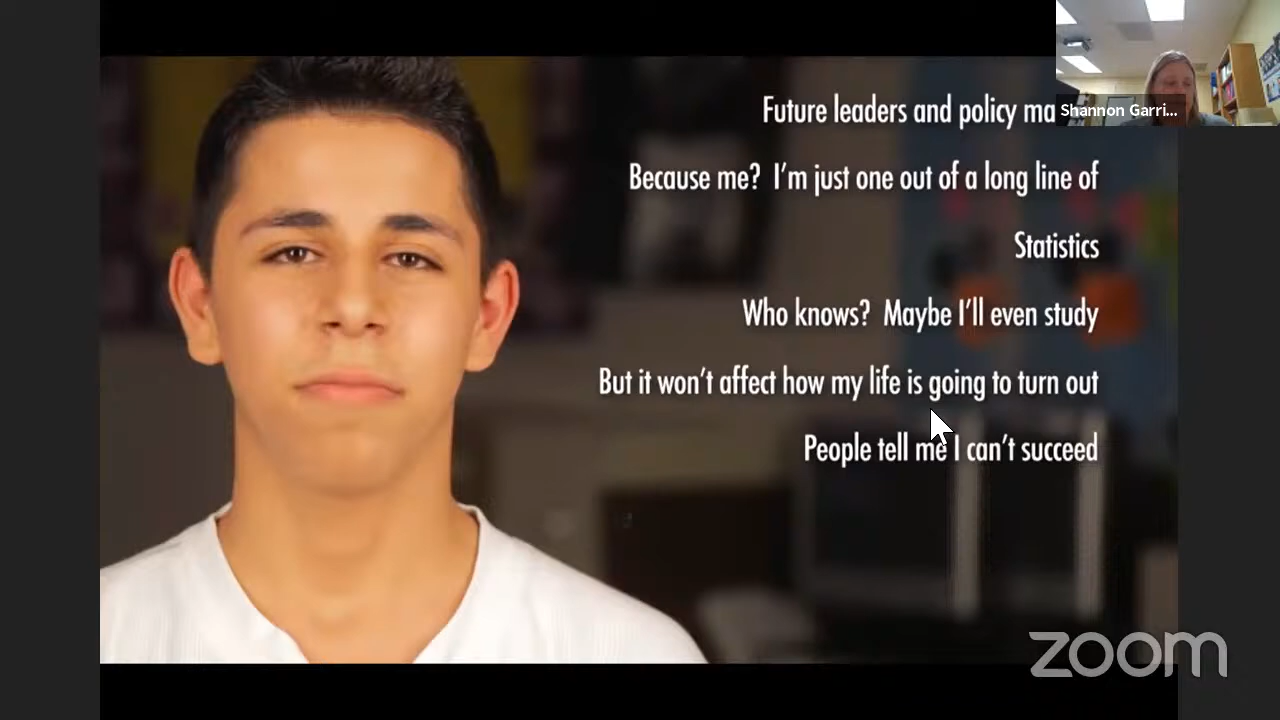 Future leaders and policy
Shannon Garri...
Because me? I'm just one out of a long line of
Statistics
Who knows? Maybe I'll even study
But it won't affect how my life is going to turn out
People tell me I can't succeed
zoom